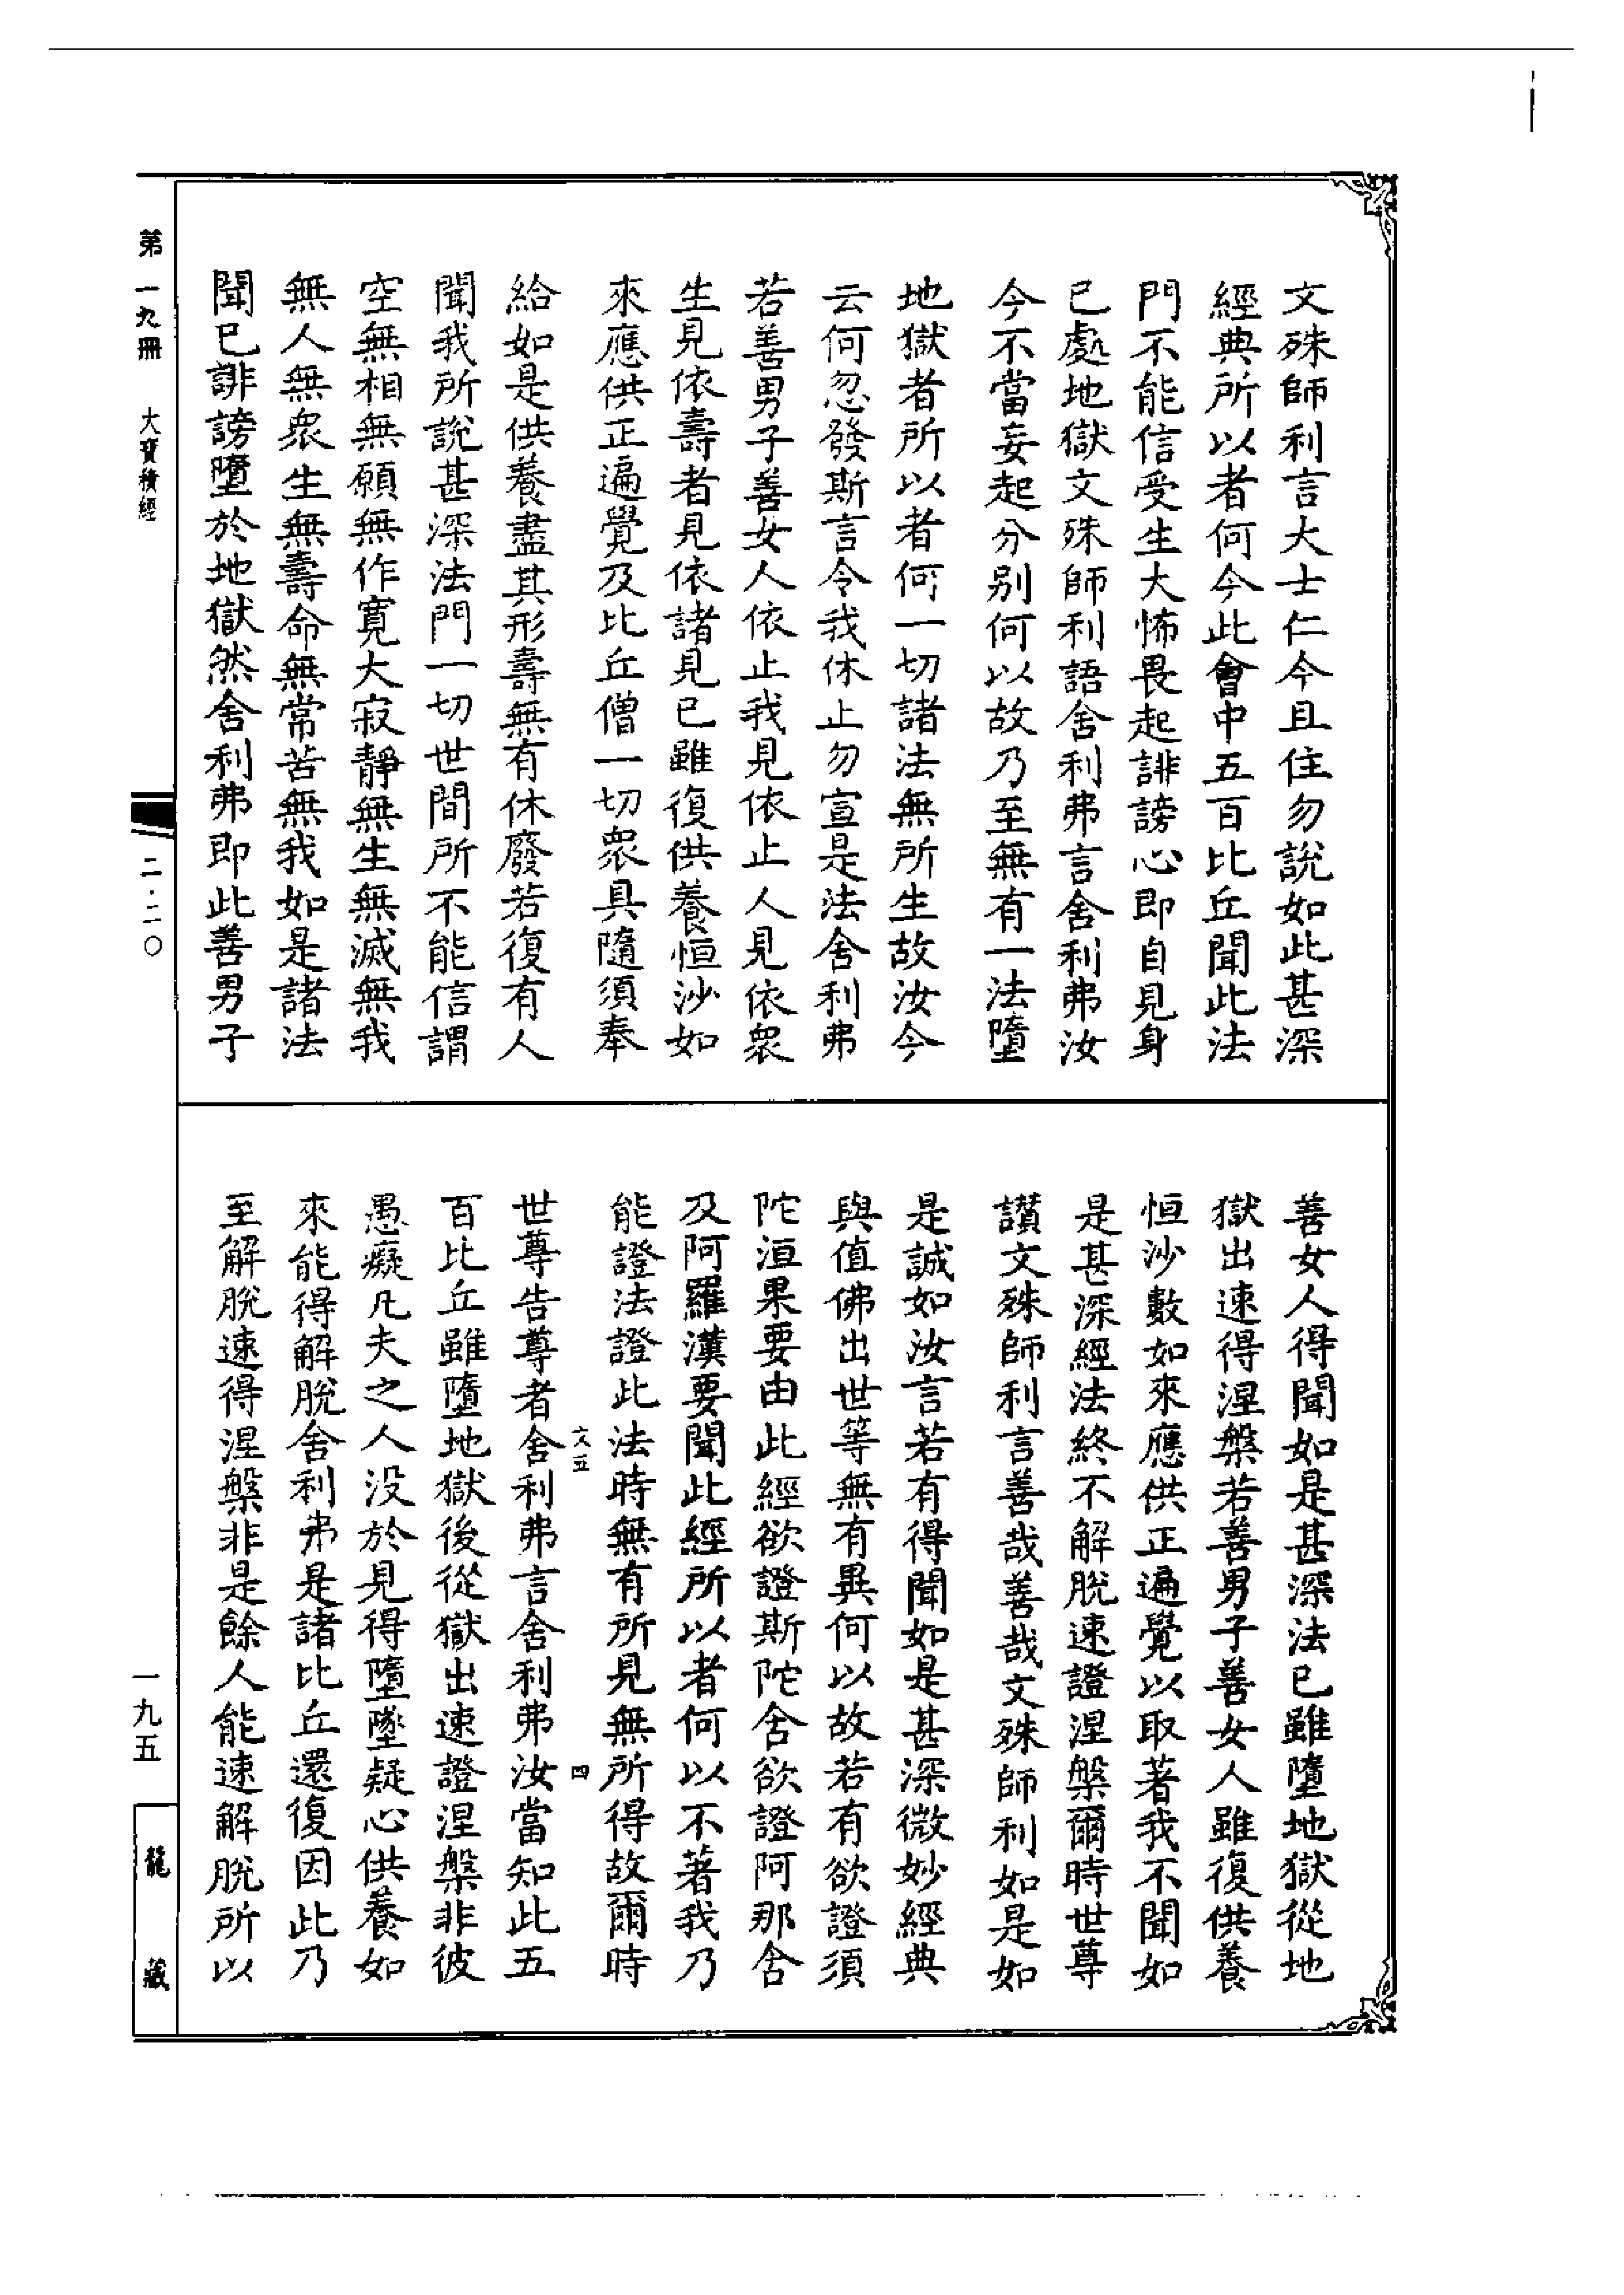 文殊師利言大士仁今且住勿說如此甚深
經典所以者何今此會中五百比丘聞此法
門不能信受生大怖畏起誹謗心即自見身
已處地獄文殊師利語舍利弗言舍利弗汝
今不當妄起分別何以故乃至無有一法墮
地獄者所以者何一切諸法無所生故汝今
云何忽發斯言令我休止勿宣是法舍利弗
若善男子善女人依止我見依止人見依衆
生見依壽者見依諸見已雖復供養恒沙如
來應供正遍覺及比丘僧一切衆具隨須奉
給如是供養盡其形壽無有休廢若復有人
聞我所說甚深法門一切世間所不能信謂
空無相無願無作寬大寂靜無生無滅無我
無人無衆生無壽命無常苦無我如是諸法
聞已誹謗墮於地獄然舍利弗即此善男子
善女人得聞如是甚深法已雖墮地獄從地
獄出速得涅槃若善男子善女人雖復供養
恒沙數如來應供正遍覺以取著我不聞如
是甚深經法終不解脫速證涅槃爾時世尊
讚文殊師利言善哉善哉文殊師利如是如
是誠如汝言若有得聞如是甚深微妙經典
與值佛出世等無有異何以故若有欲證須
陀洹果要由此經欲證斯陀含欲證阿那含
及阿羅漢要聞此經所以者何以不著我乃
能證法證此法時無有所見無所得故爾時
文五 四
世尊告尊者舍利弗言舍利弗汝當知此五
百比丘雖墮地獄後從獄出速證涅槃非彼
愚癡凡夫之人没於見得墮墜疑心供養如
來能得解脫舍利弗是諸比丘還復因此乃
至解脫速得涅槃非是餘人能速解脫所以
第一九冊 大寶積經
二·二〇
一九五
龍藏